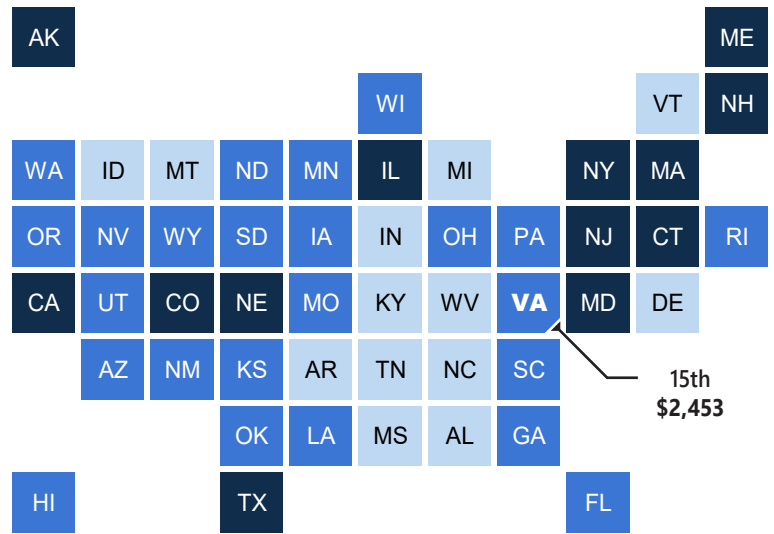 AK ME
WI VT NH
WA ID MT ND MN IL MI NY MA
OR NV WY SD IA IN OH PA NJ CT RI
CA UT CO NE MO KY WV VA MD DE
AZ NM KS AR TN NC SC
15th
$2,453
OK LA MS AL GA
HI TX FL